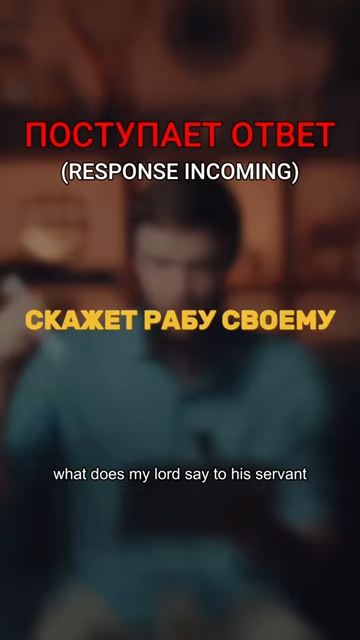 ПОСТУПАЕТ ОТВЕТ
(RESPONSE INCOMING)
СКАЖЕТ РАБУ СВОЕМУ
what does my lord say to his servant